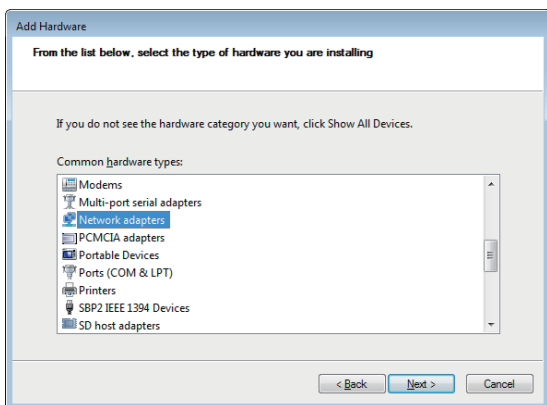 Add Hardware
From the list below, select the type of hardware you are installing
If you do not see the hardware category you want, click Show All Devices.
Common hardware types:
Modems
Multi-port serial adapters
Network adapters
PCMCIA adapters
Portable Devices
Ports (COM & LPT)
Printers
SBP2 IEEE 1394 Devices
SD host adapters
< Back Next > Cancel